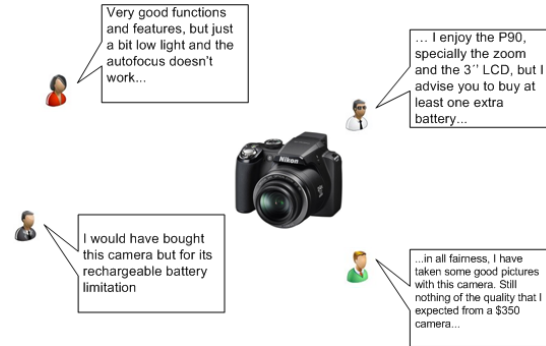 Very good functions
and features, but just
a bit low light and the
autofocus doesn't
work...
... I enjoy the P90,
specially the zoom
and the 3´´ LCD, but I
advise you to buy at
least one extra
battery...
Nikon
I would have bought
this camera but for its
rechargeable battery
limitation
...in all fairness, I have
taken some good pictures
with this camera. Still
nothing of the quality that I
expected from a $350
camera...